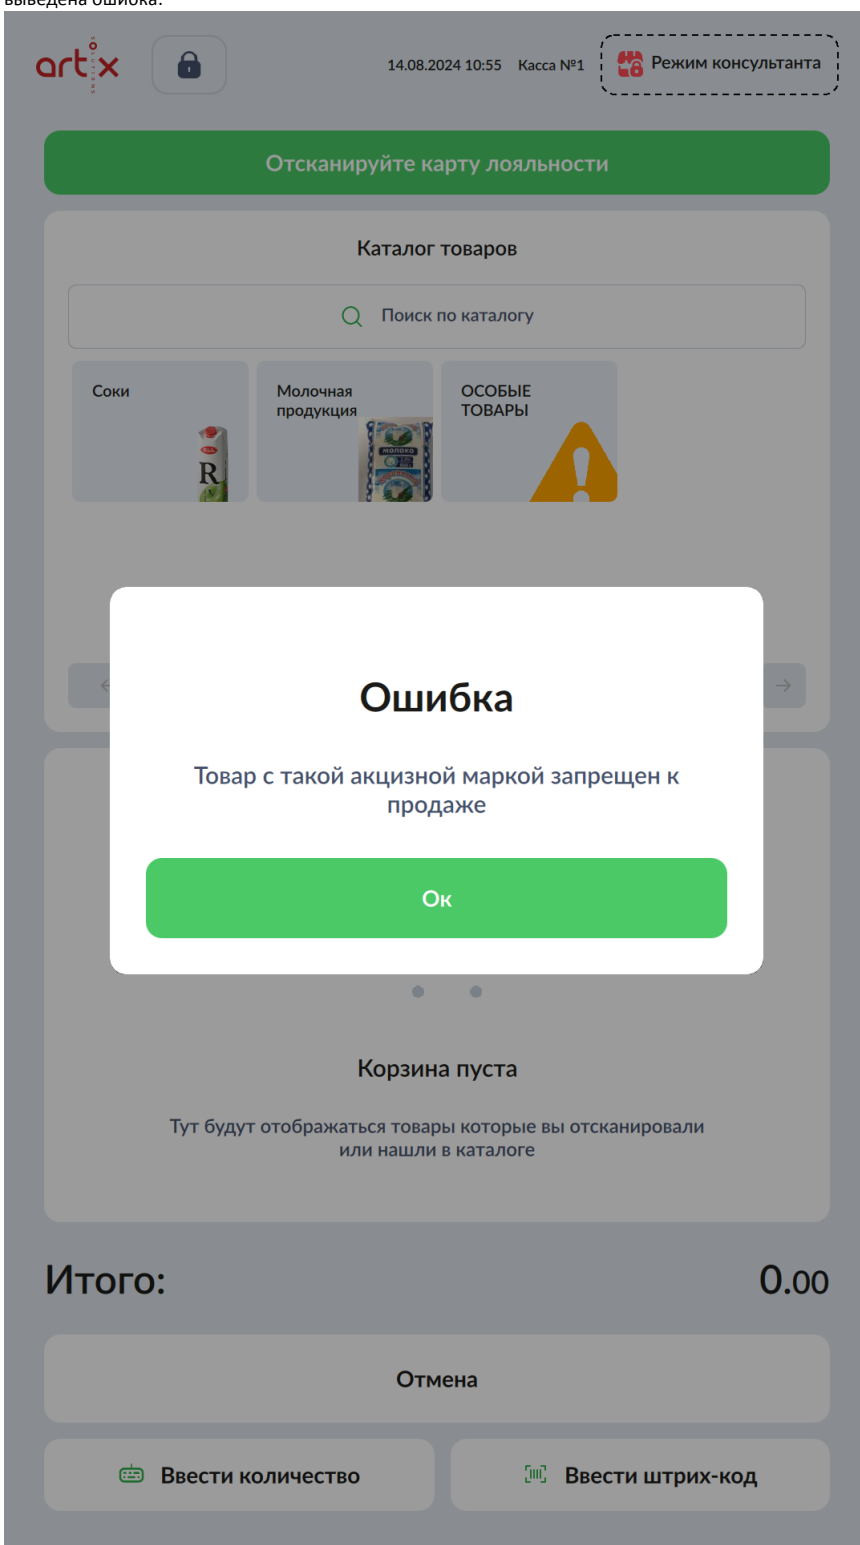 выведена ошибка:
artix
14.08.2024 10:55 Касса №1 Режим консультанта
Отсканируйте карту лояльности
Каталог товаров
Поиск по каталогу
Соки
Молочная
продукция
ОСОБЫЕ
ТОВАРЫ
R
МОЛОКО
Ошибка
Товар с такой акцизной маркой запрещен к
продаже
Ок
Корзина пуста
Тут будут отображаться товары которые вы отсканировали
или нашли в каталоге
Итого: 0.00
Отмена
Ввести количество Ввести штрих-код